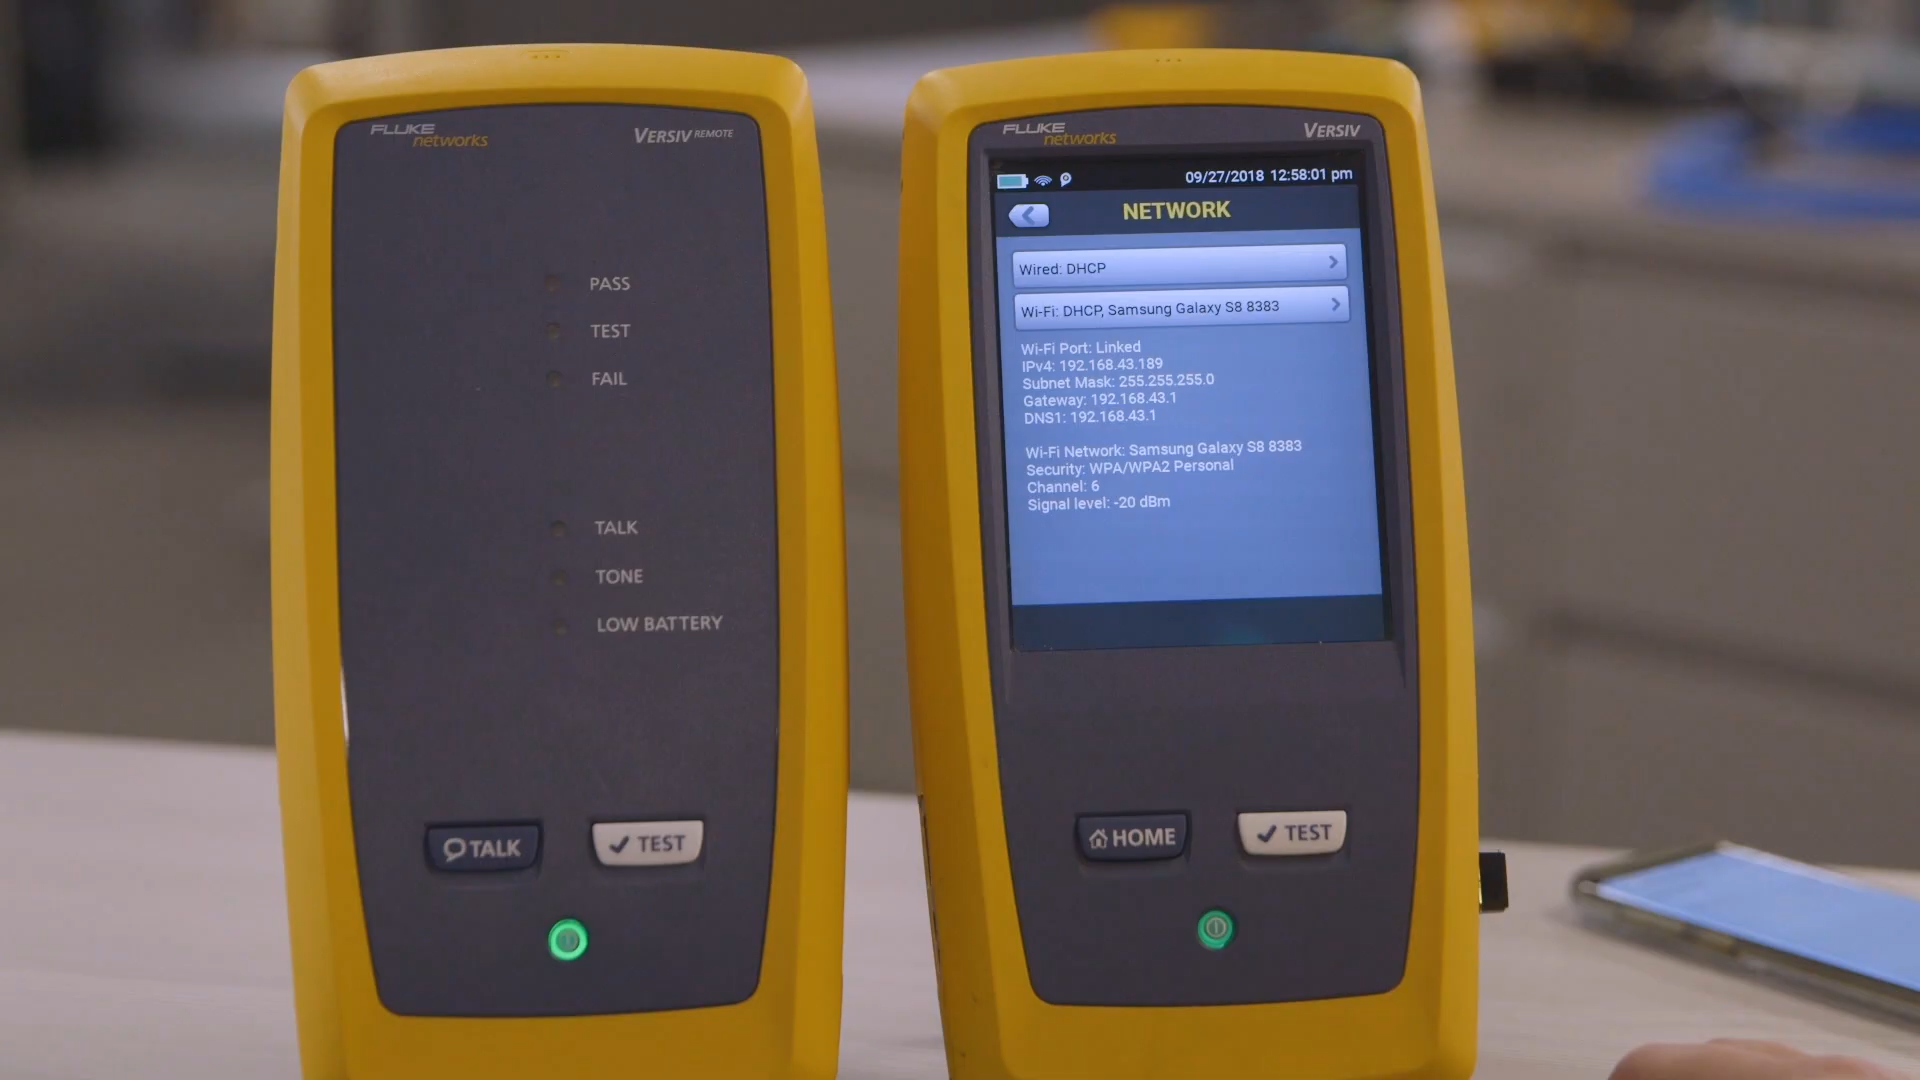 FLUKE
networks
VERSIV REMOTE
PASS
TEST
FAIL
TALK
TONE
LOW BATTERY
TALK
TEST
FLUKE
networks
VERSIV
09/27/2018 12:58:01 pm
NETWORK
Wired: DHCP
Wi-Fi: DHCP, Samsung Galaxy S8 8383
Wi-Fi Port: Linked
IPv4: 192.168.43.189
Subnet Mask: 255.255.255.0
Gateway: 192.168.43.1
DNS1: 192.168.43.1
Wi-Fi Network: Samsung Galaxy S8 8383
Security: WPA/WPA2 Personal
Channel: 6
Signal level: -20 dBm
HOME
TEST